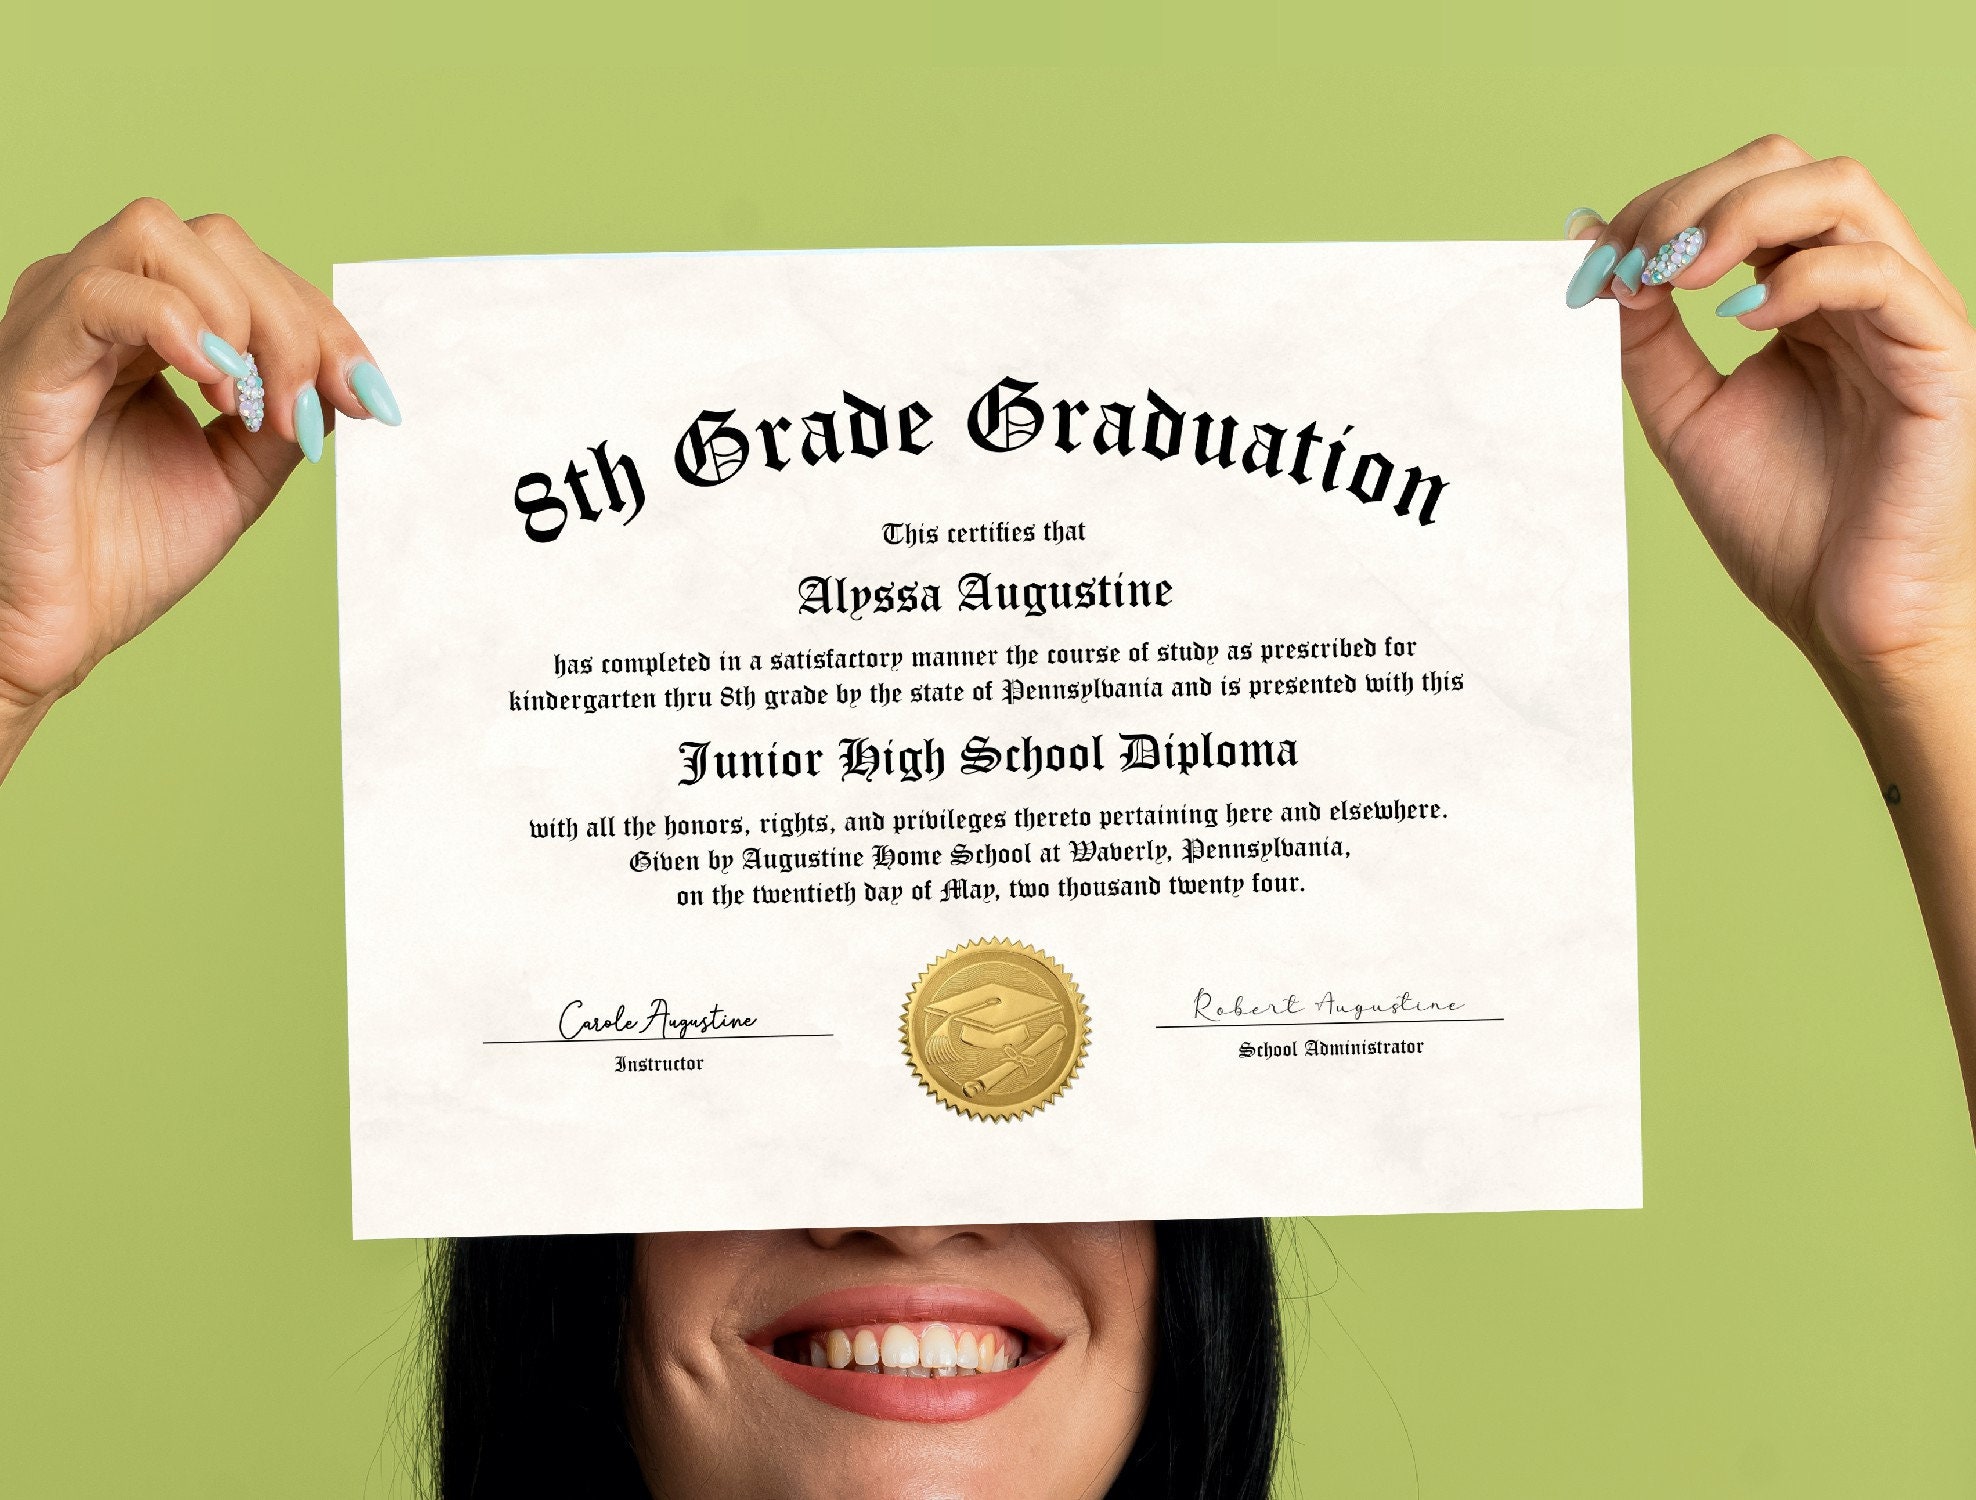 8th Grade Graduation
This certifies that
Alyssa Augustine
has completed in a satisfactory manner the course of study as prescribed for
kindergarten thru 8th grade by the state of Pennsylvania and is presented with this
Junior High School Diploma
with all the honors, rights, and privileges thereto pertaining here and elsewhere.
Given by Augustine Home School at Waverly, Pennsylvania,
on the twentieth day of May, two thousand twenty four.
Carole Augustine
Instructor
Robert Augustine
School Administrator